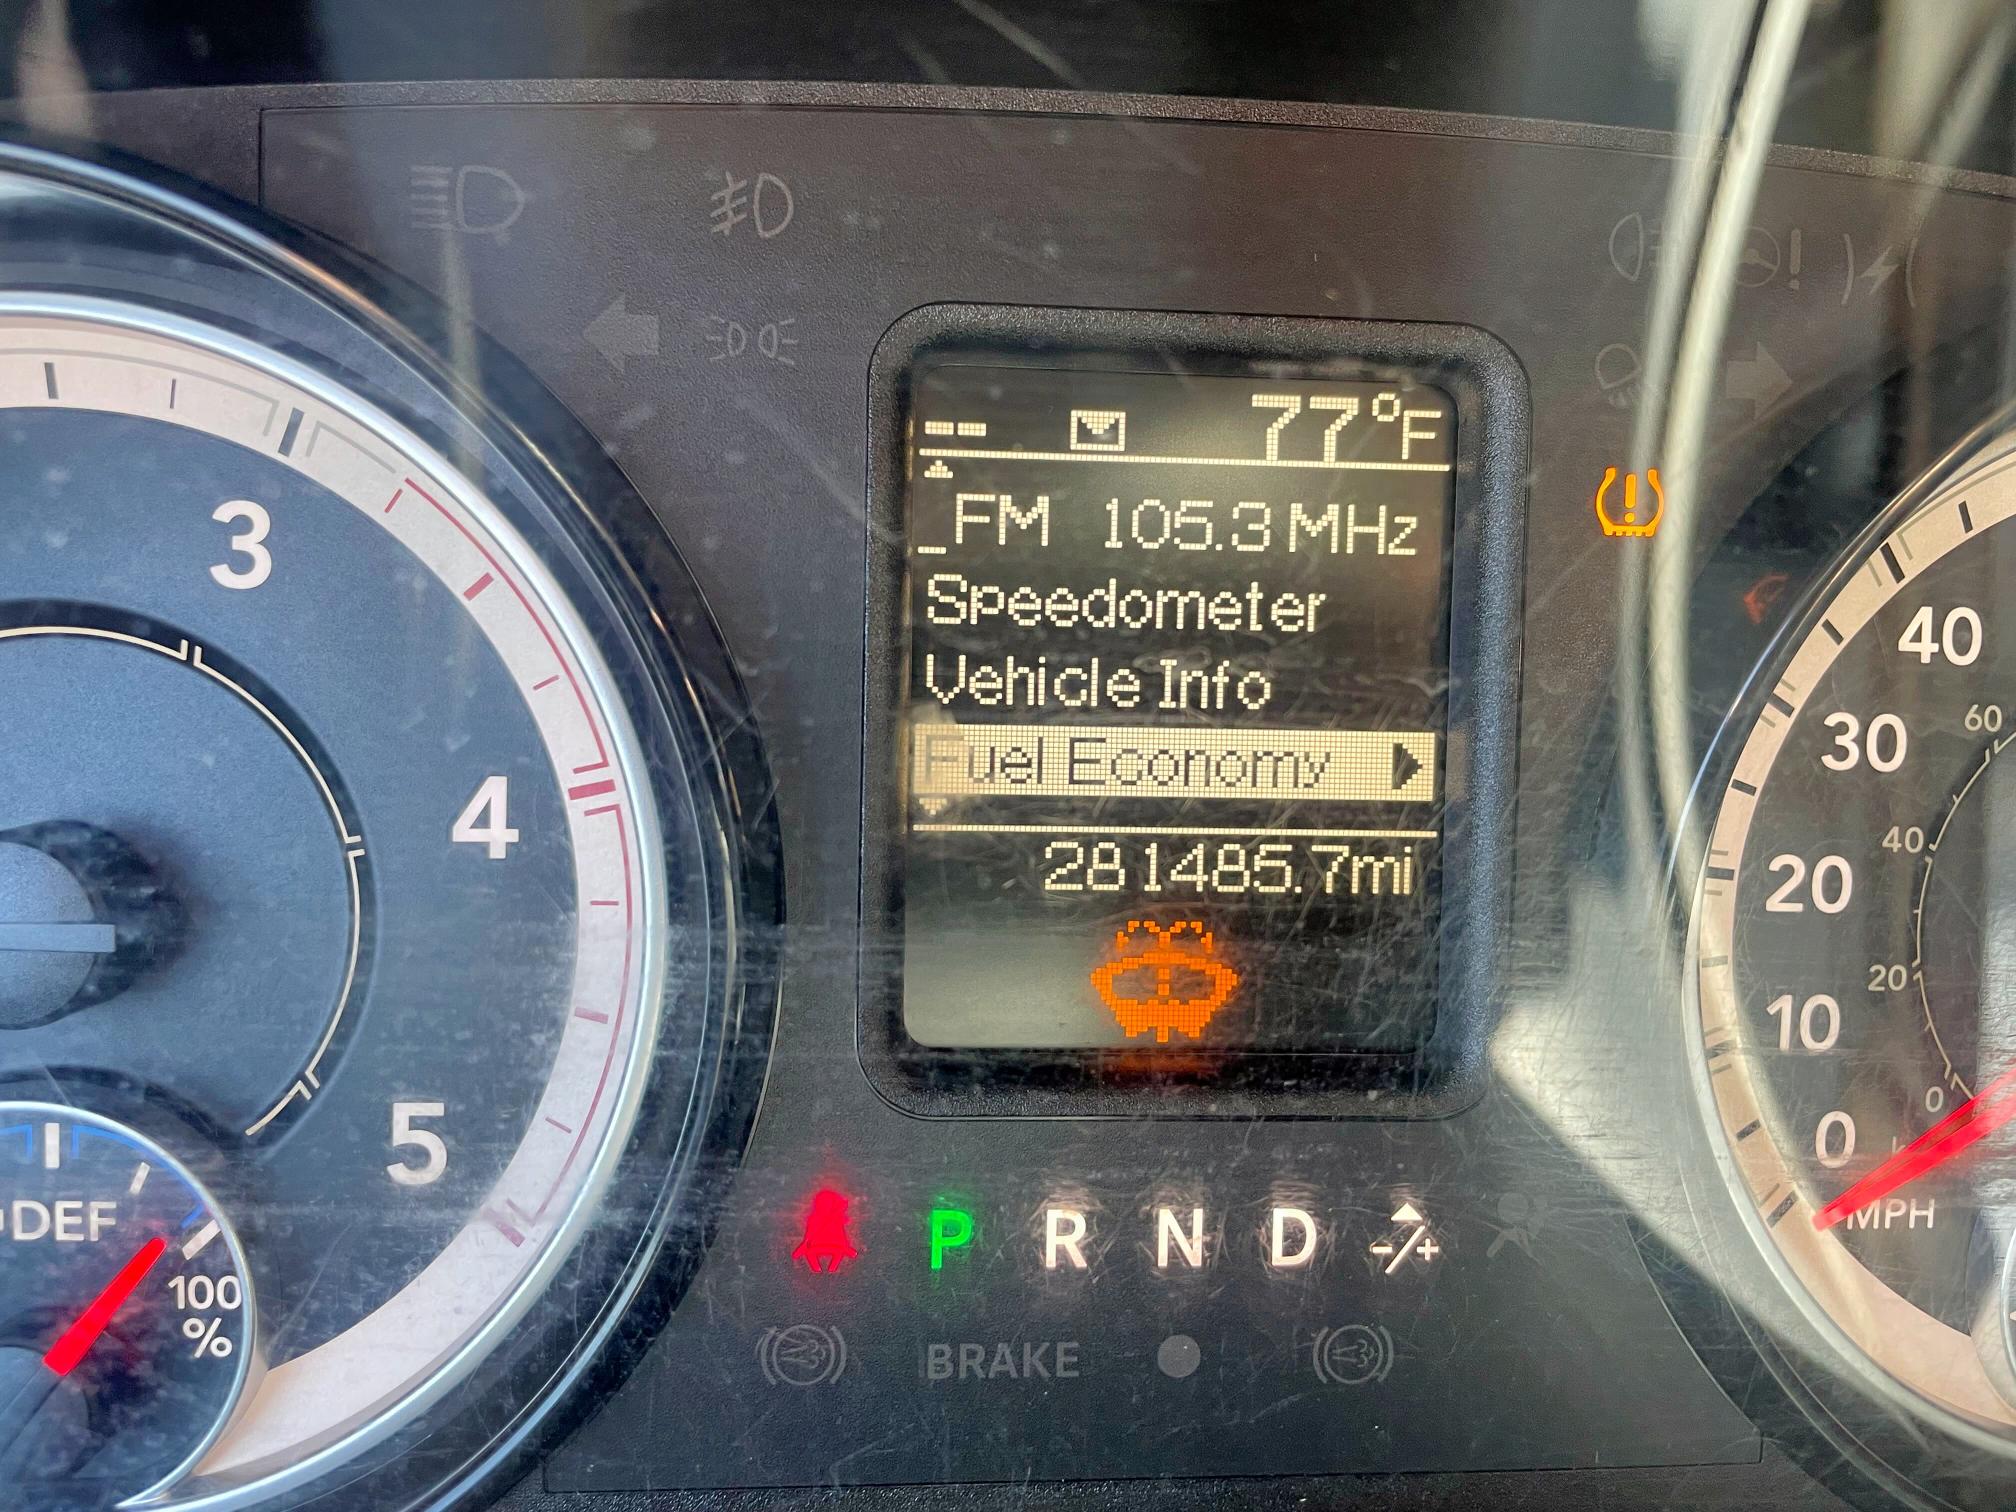 -- 77°F
FM 105.3 MHz
Speedometer
Vehicle Info
Fuel Economy
281485.7mi
3
4
5
DEF
100
%
P R N D -/+
BRAKE
40
30
20
10
0
MPH
60
40
20
0